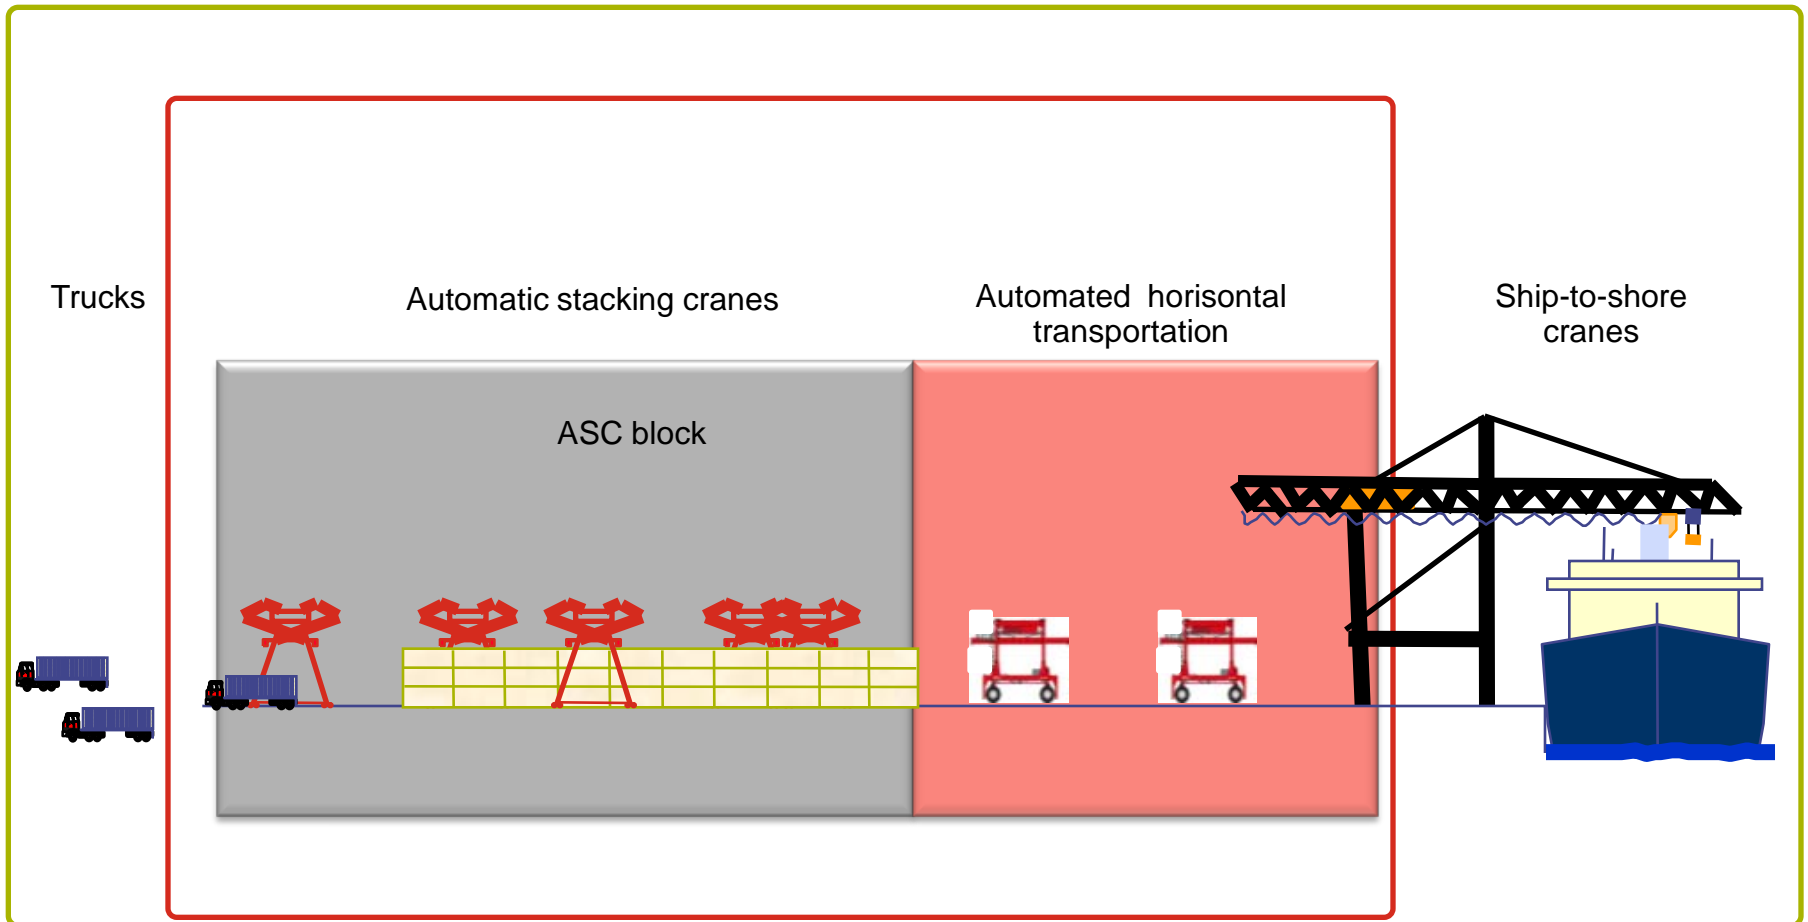 Trucks
Automatic stacking cranes
Automated horisontal
transportation
Ship-to-shore
cranes
ASC block